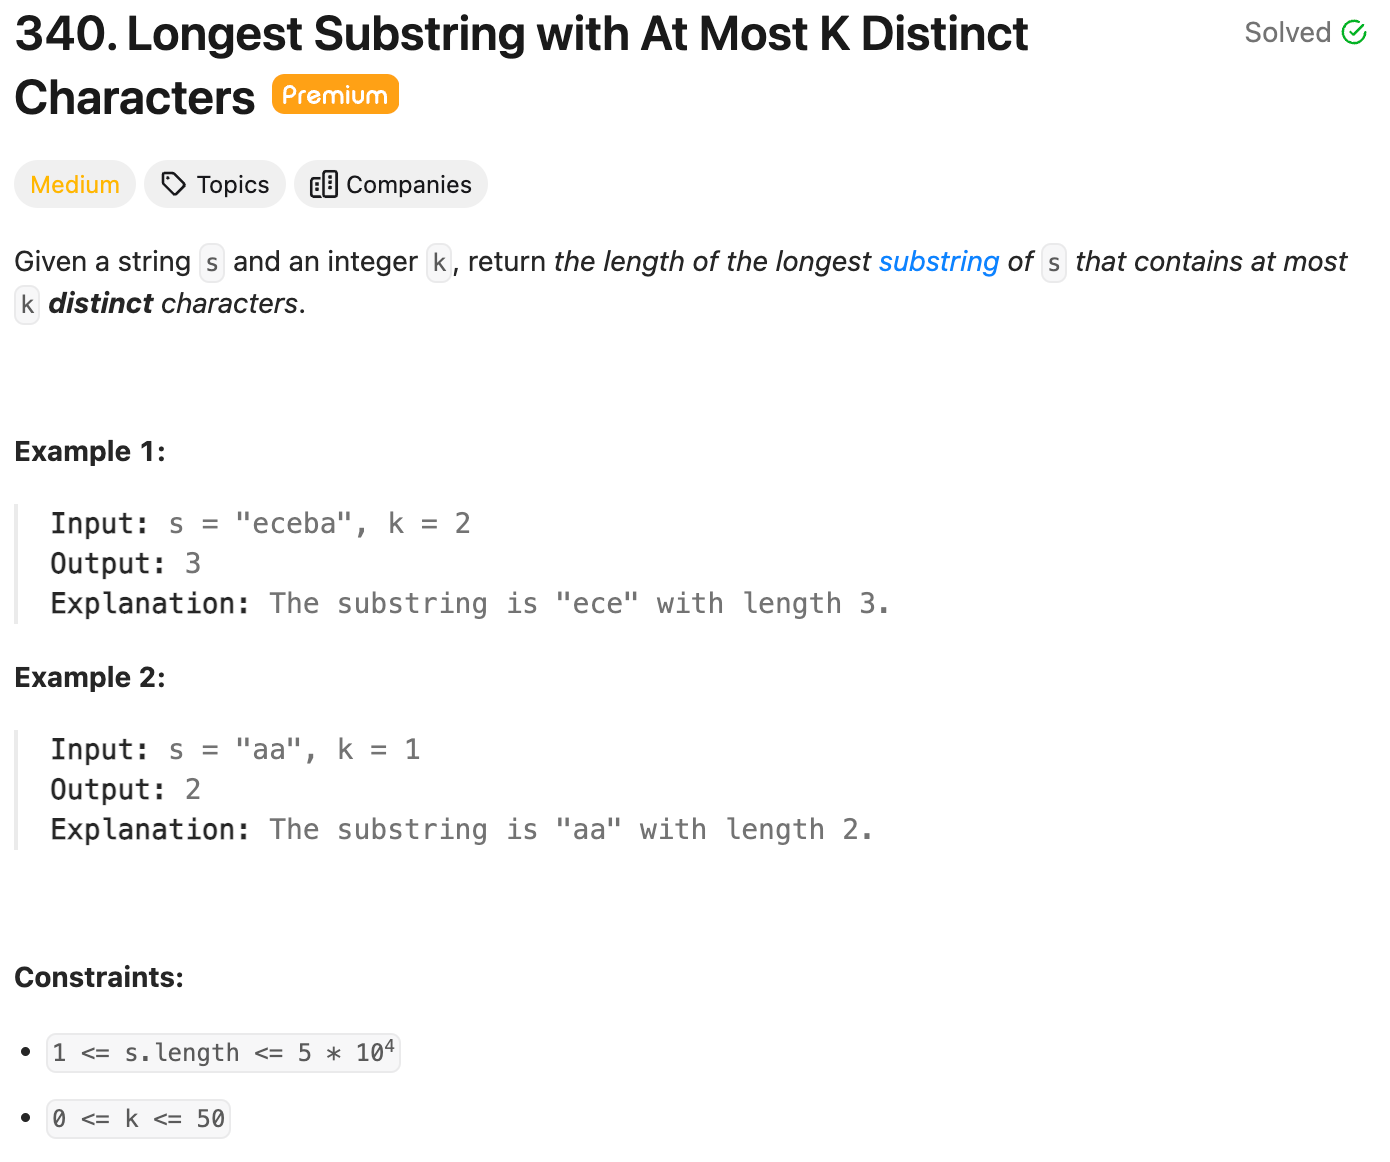 340. Longest Substring with At Most K Distinct
Solved
Characters Premium
Medium Topics Companies
Given a string s and an integer k, return the length of the longest substring of s that contains at most
k distinct characters.
Example 1:
Input: s = "eceba", k = 2
Output: 3
Explanation: The substring is "ece" with length 3.
Example 2:
Input: s = "aa", k = 1
Output: 2
Explanation: The substring is "aa" with length 2.
Constraints:
• 1 <= s.length <= 5 * 10⁴
• 0 <= k <= 50